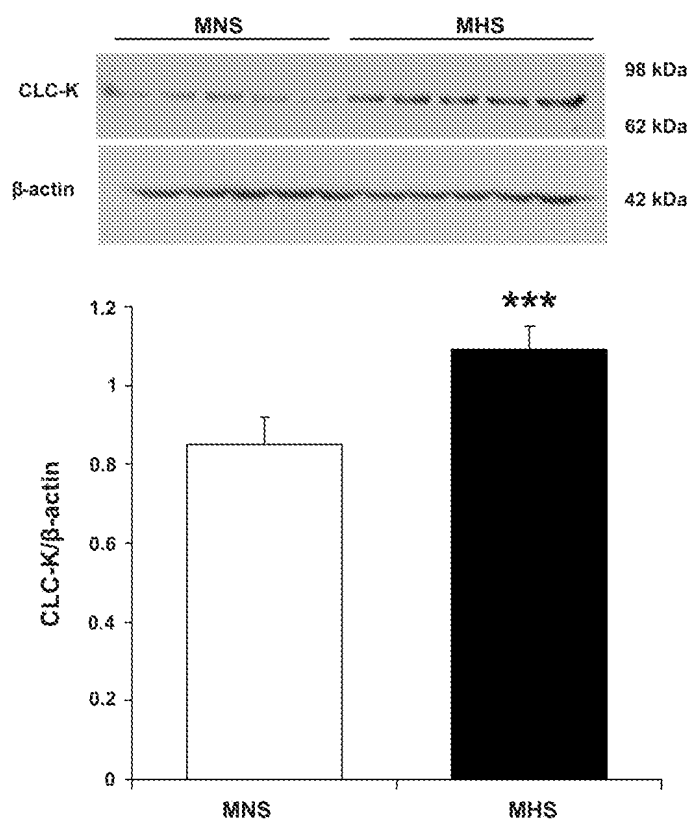 MNS MHS
CLC-K
98 kDa
62 kDa
β-actin
42 kDa
***
1.2
1
0.8
0.6
0.4
0.2
0
CLC-K/β-actin
MNS MHS